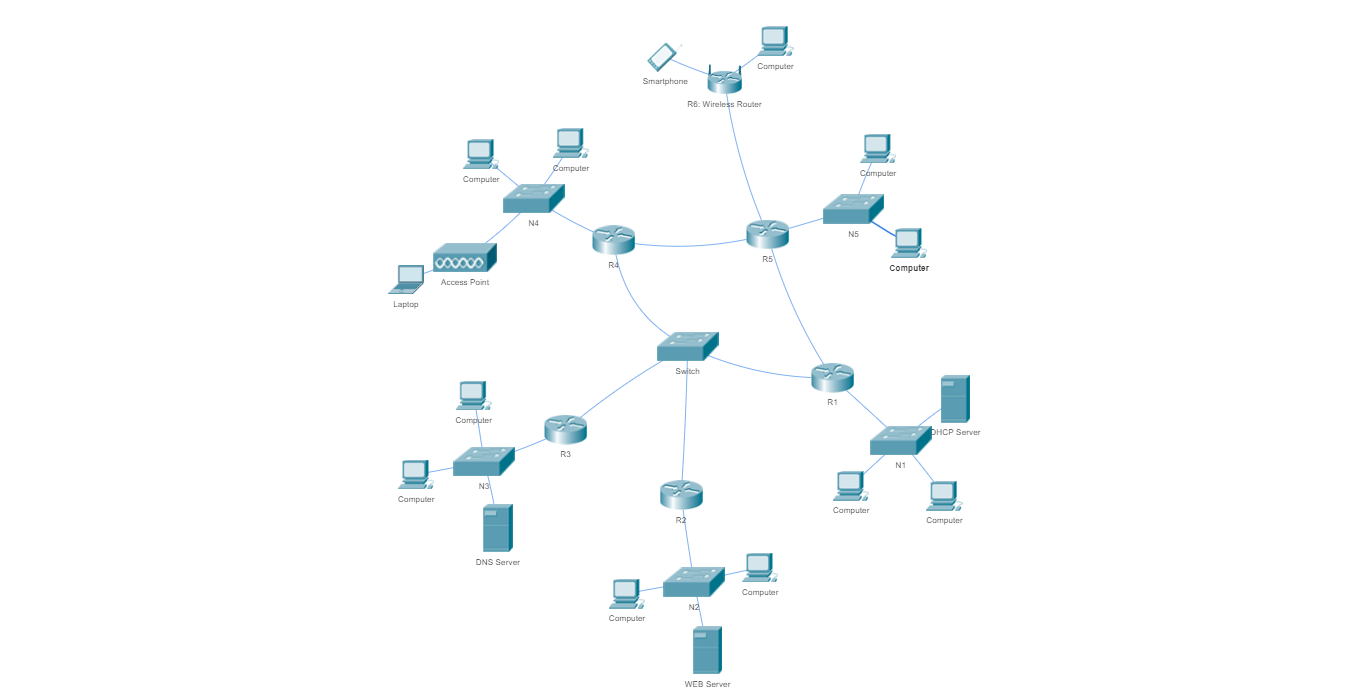 Computer
Smartphone
R6: Wireless Router
Computer
Computer
Computer
N4
N5
R4
R5
Computer
Access Point
Laptop
Switch
R1
Computer
DHCP Server
R3
N1
N3
Computer
Computer
Computer
R2
DNS Server
Computer
N2
Computer
WEB Server